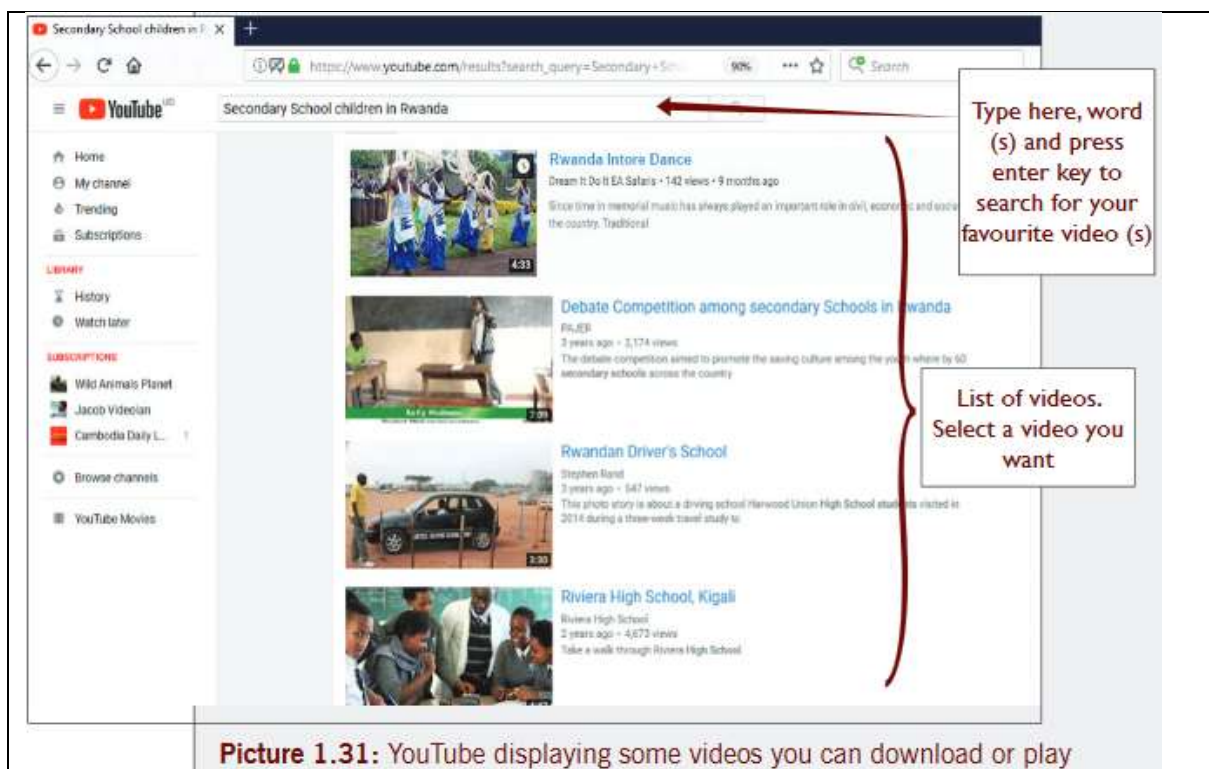 Secondary School children in R
https://www.youtube.com/results?search_query=Secondary+Sc
90%
Search
YouTube UG
Secondary School children in Rwanda
Type here, word
(s) and press
enter key to
search for your
favourite video (s)
Home
My channel
Trending
Subscriptions
LIBRARY
History
Watch later
SUBSCRIPTIONS
Wild Animals Planet
Jacob Videolan
Cambodia Daily L...
Browse channels
YouTube Movies
Rwanda Intore Dance
Dream It Do It EA Safaris • 142 views • 9 months ago
Since time in memorial music has always played an important role in civil, economic and socia
the country. Traditional
4:33
Debate Competition among secondary Schools in Rwanda
PAJER
3 years ago • 3,174 views
The debate competition aimed to promote the saving culture among the youth where by 60
secondary schools across the country
7:09
Rwandan Driver's School
Stephen Rand
3 years ago • 547 views
This photo story is about a driving school Harwood Union High School students visited in
2014 during a three-week travel study to
3:30
Riviera High School, Kigali
Riviera High School
2 years ago • 4,673 views
Take a walk through Riviera High School
List of videos.
Select a video you
want
Picture 1.31: YouTube displaying some videos you can download or play